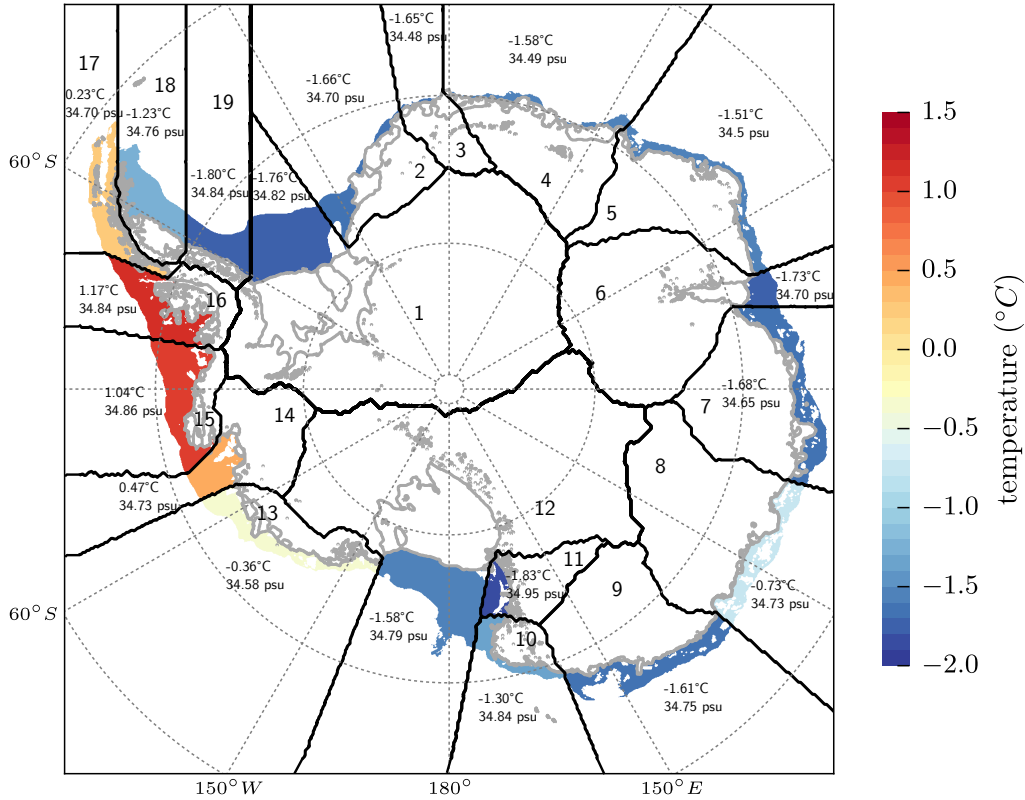 -1.65°C
34.48 psu
-1.58°C
34.49 psu
17
18
19
0.23°C
34.70 psu
-1.23°C
34.76 psu
-1.66°C
34.70 psu
-1.51°C
34.5 psu
1.5
60°S
-1.80°C
34.84 psu
-1.76°C
34.82 psu
2
3
4
5
1.0
1.17°C
34.84 psu
16
1
6
-1.73°C
34.70 psu
0.5
0.0
1.04°C
34.86 psu
15
14
7
-1.68°C
34.65 psu
−0.5
temperature (°C)
0.47°C
34.73 psu
13
12
8
−1.0
-0.36°C
34.58 psu
-1.83°C
34.95 psu
11
9
-0.73°C
34.73 psu
−1.5
60°S
-1.58°C
34.79 psu
10
−2.0
-1.30°C
34.84 psu
-1.61°C
34.75 psu
150°W
180°
150°E